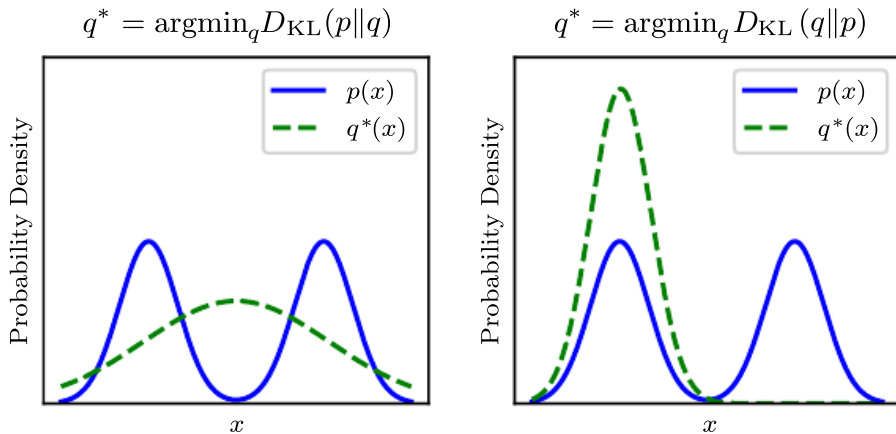 q* = argmin_q D_KL(p‖q)
p(x)
q*(x)
Probability Density
x
q* = argmin_q D_KL (q‖p)
p(x)
q*(x)
Probability Density
x